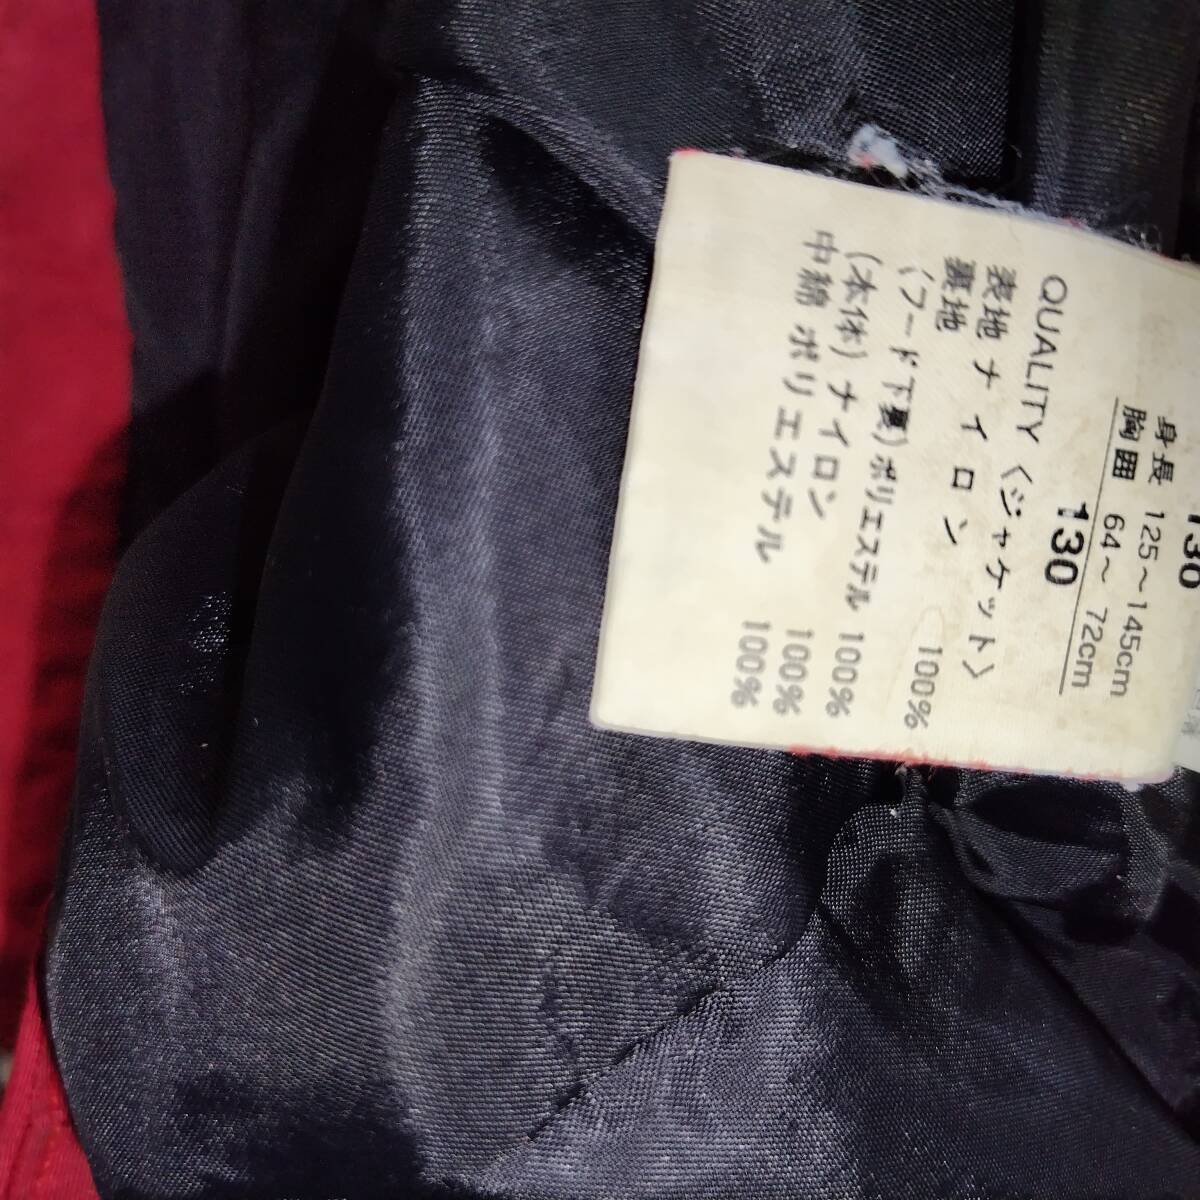 130
身長 125～145cm
胸囲 64～ 72cm
130
QUALITY 〈ジャケット〉
表地 ナイロン 100%
裏地
(フード下裏)ポリエステル 100%
(本体) ナイロン 100%
中綿 ポリエステル 100%